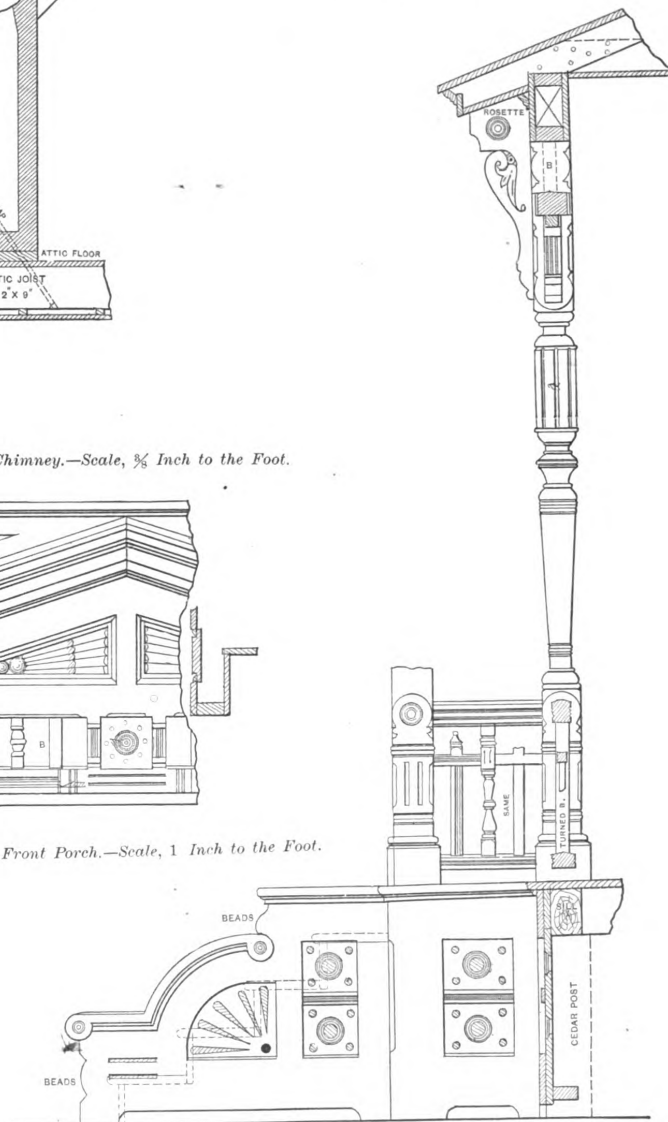 ROSETTE
B
ATTIC FLOOR
TIC JOIST
2" X 9"
Chimney.—Scale, ⅜ Inch to the Foot.
B
SAME
TURNED B.
Front Porch.—Scale, 1 Inch to the Foot.
BEADS
CEDAR POST
BEADS